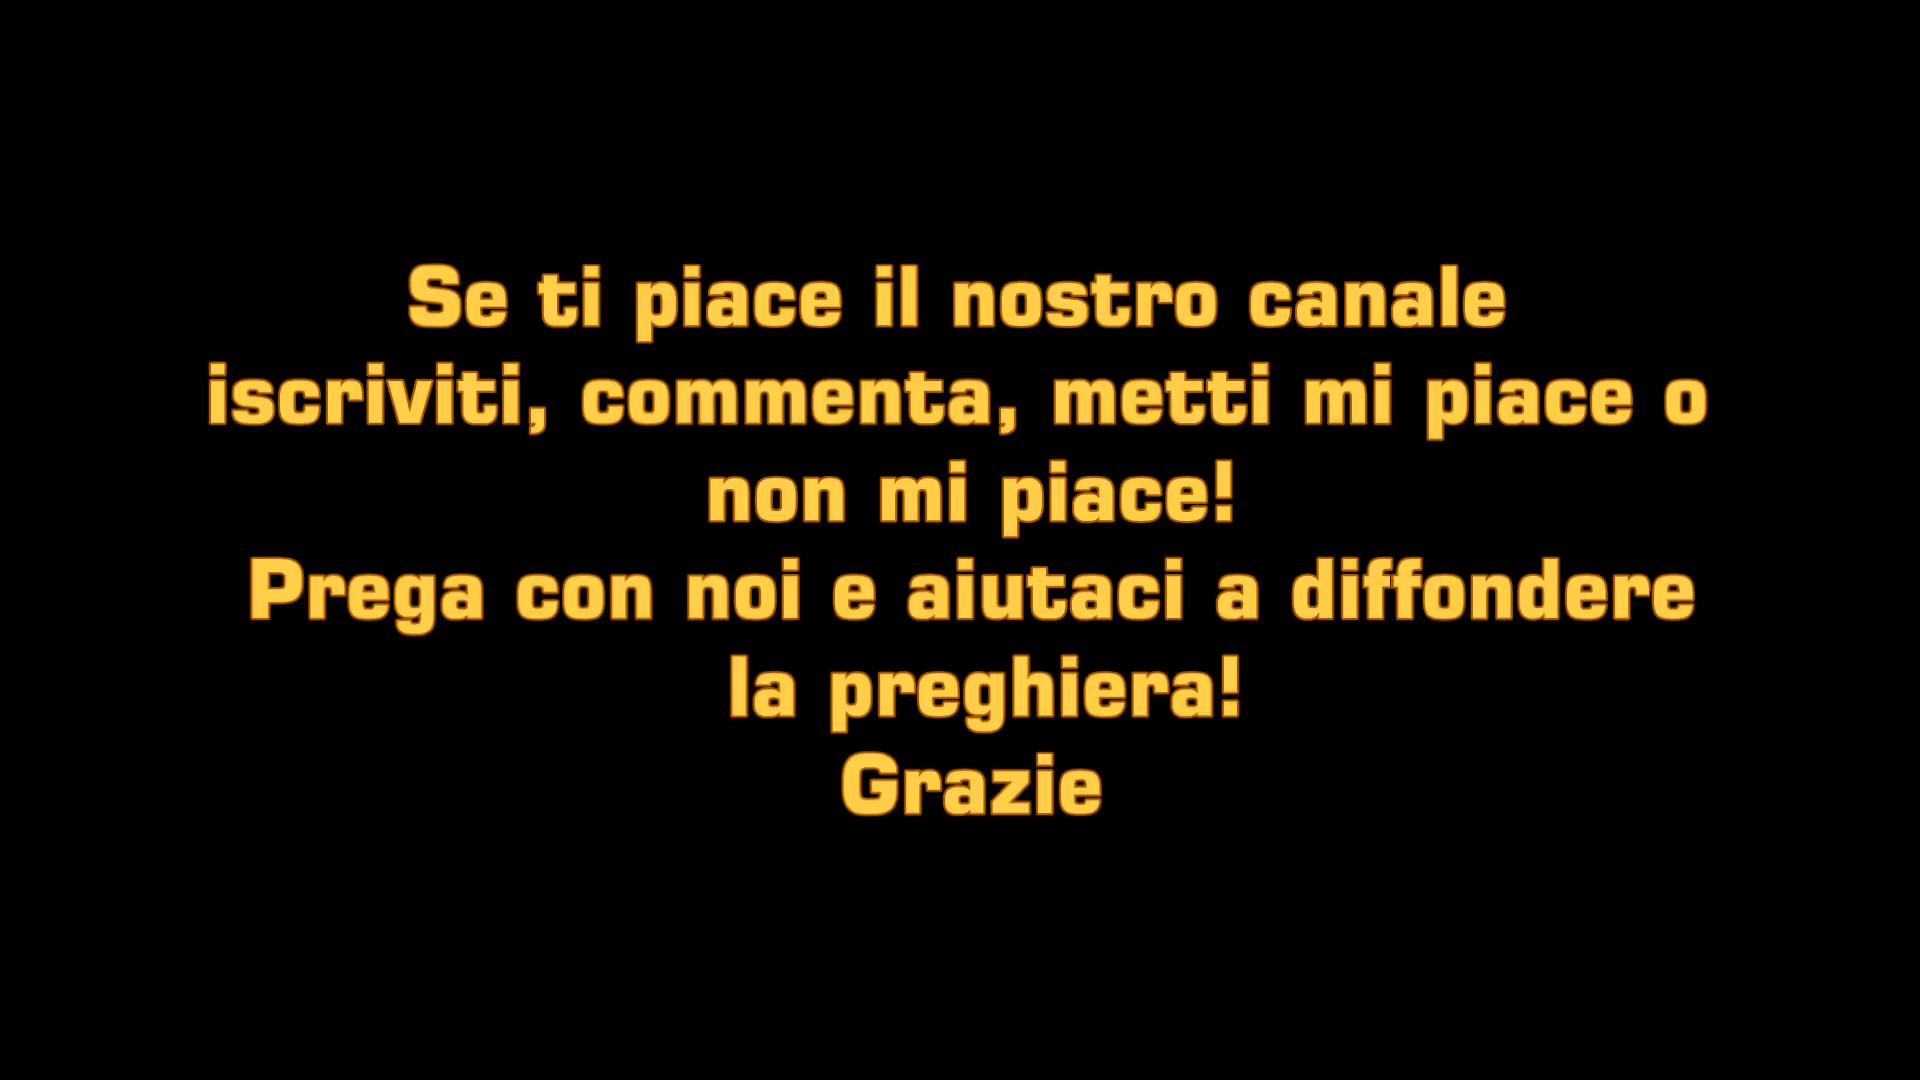 Se ti piace il nostro canale
iscriviti, commenta, metti mi piace o
non mi piace!
Prega con noi e aiutaci a diffondere
la preghiera!
Grazie